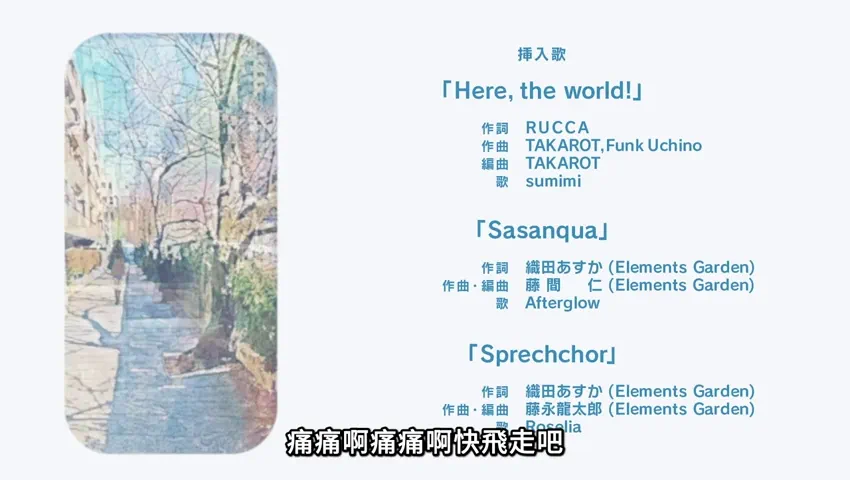 挿入歌
「Here, the world!」
作詞 RUCCA
作曲 TAKAROT,Funk Uchino
編曲 TAKAROT
歌 sumimi
「Sasanqua」
作詞 織田あすか (Elements Garden)
作曲・編曲 藤間 仁 (Elements Garden)
歌 Afterglow
「Sprechchor」
作詞 織田あすか (Elements Garden)
作曲・編曲 藤永龍太郎 (Elements Garden)
歌 Roselia
痛痛啊痛痛啊快飛走吧